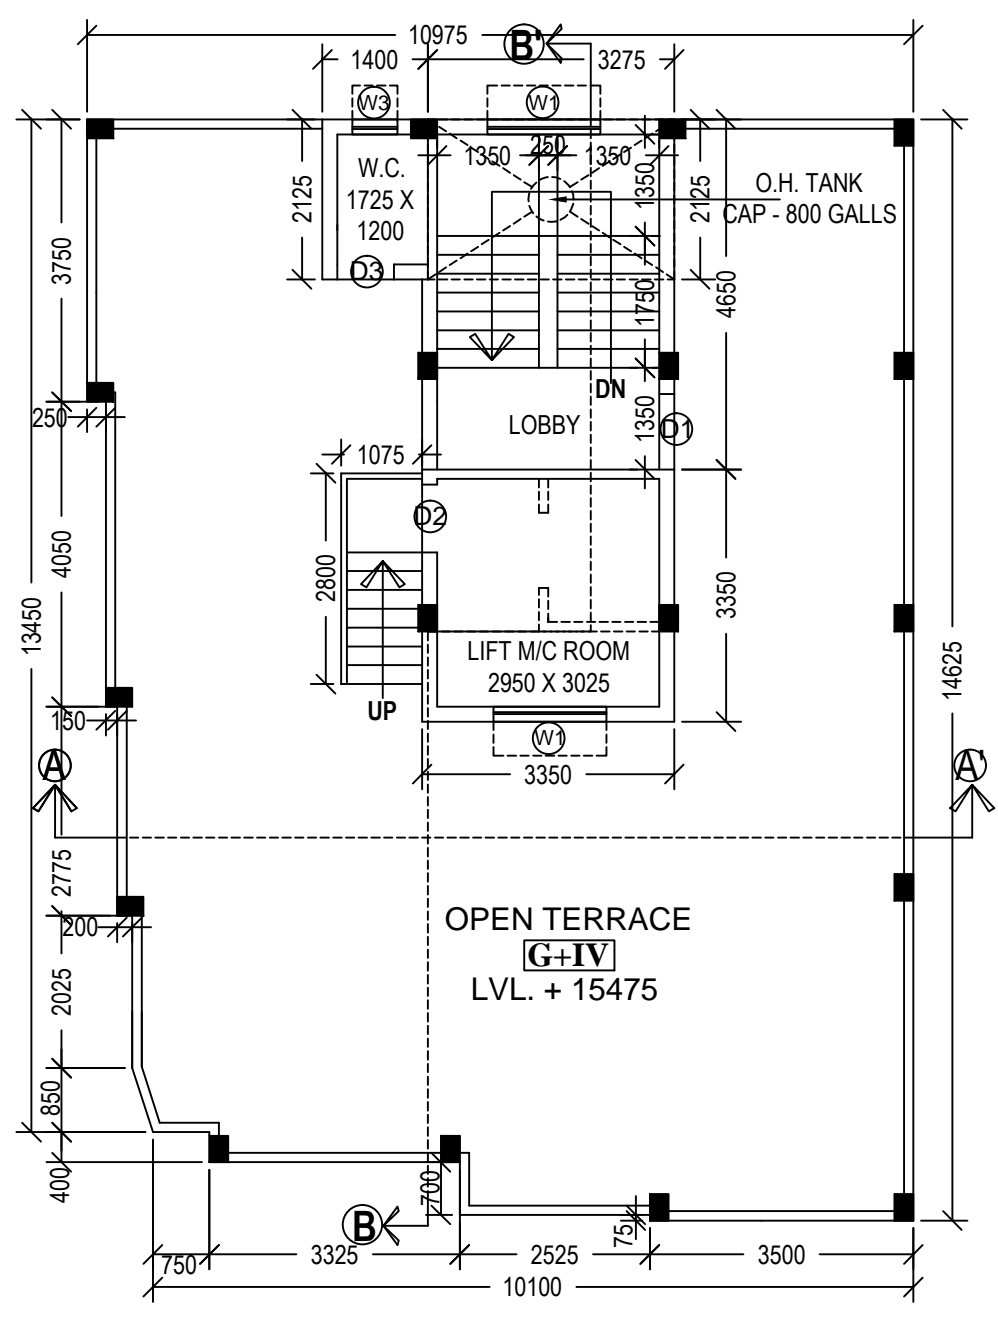 10975
B'
1400
3275
W3
W1
250
1350
1350
W.C.
1725 X
1200
2125
1350
2125
O.H. TANK
CAP - 800 GALLS
3750
D3
1750
4650
DN
250
LOBBY
1350
D1
1075
D2
4050
2800
3350
13450
14625
LIFT M/C ROOM
2950 X 3025
UP
150
W1
A
3350
A'
2775
200
OPEN TERRACE
G+IV
LVL. + 15475
2025
850
400
700
B
75
750
3325
2525
3500
10100